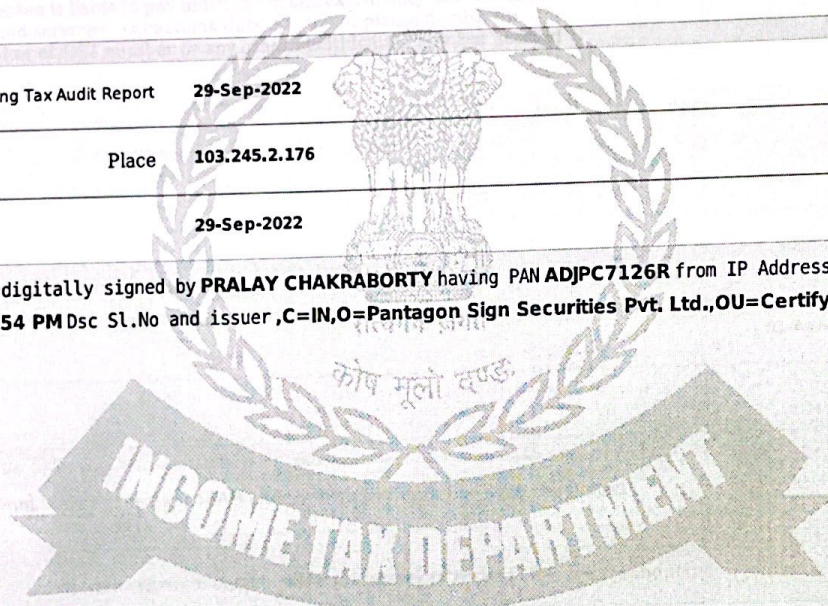 ng Tax Audit Report 29-Sep-2022
Place 103.245.2.176
29-Sep-2022
digitally signed by PRALAY CHAKRABORTY having PAN ADJPC7126R from IP Address
54 PM Dsc Sl.No and issuer ,C=IN,O=Pantagon Sign Securities Pvt. Ltd.,OU=Certify
कोष मूलो दण्डः
INCOME TAX DEPARTMENT